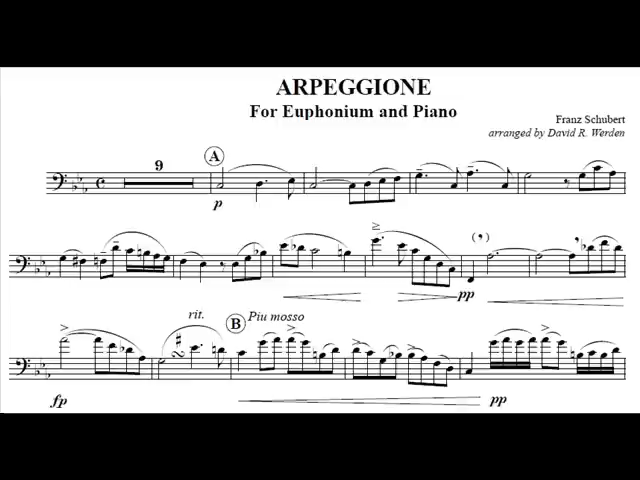 ARPEGGIONE
For Euphonium and Piano
Franz Schubert
arranged by David R. Werden
A
9
p
(❜)
pp
rit.
B Piu mosso
fp
pp